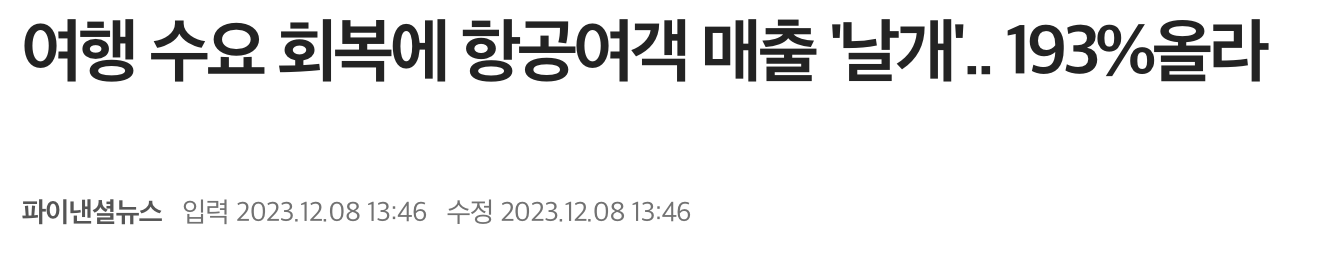 여행 수요 회복에 항공여객 매출 '날개'.. 193%올라
파이낸셜뉴스 입력 2023.12.08 13:46 수정 2023.12.08 13:46